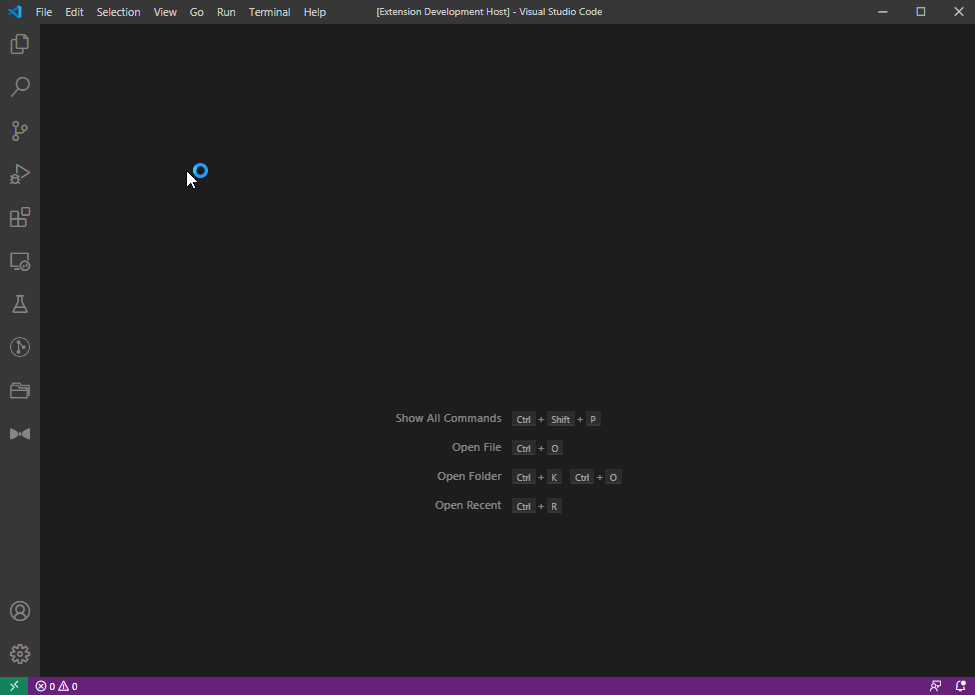 File Edit Selection View Go Run Terminal Help [Extension Development Host] - Visual Studio Code
Show All Commands Ctrl + Shift + P
Open File Ctrl + O
Open Folder Ctrl + K Ctrl + O
Open Recent Ctrl + R
0 0